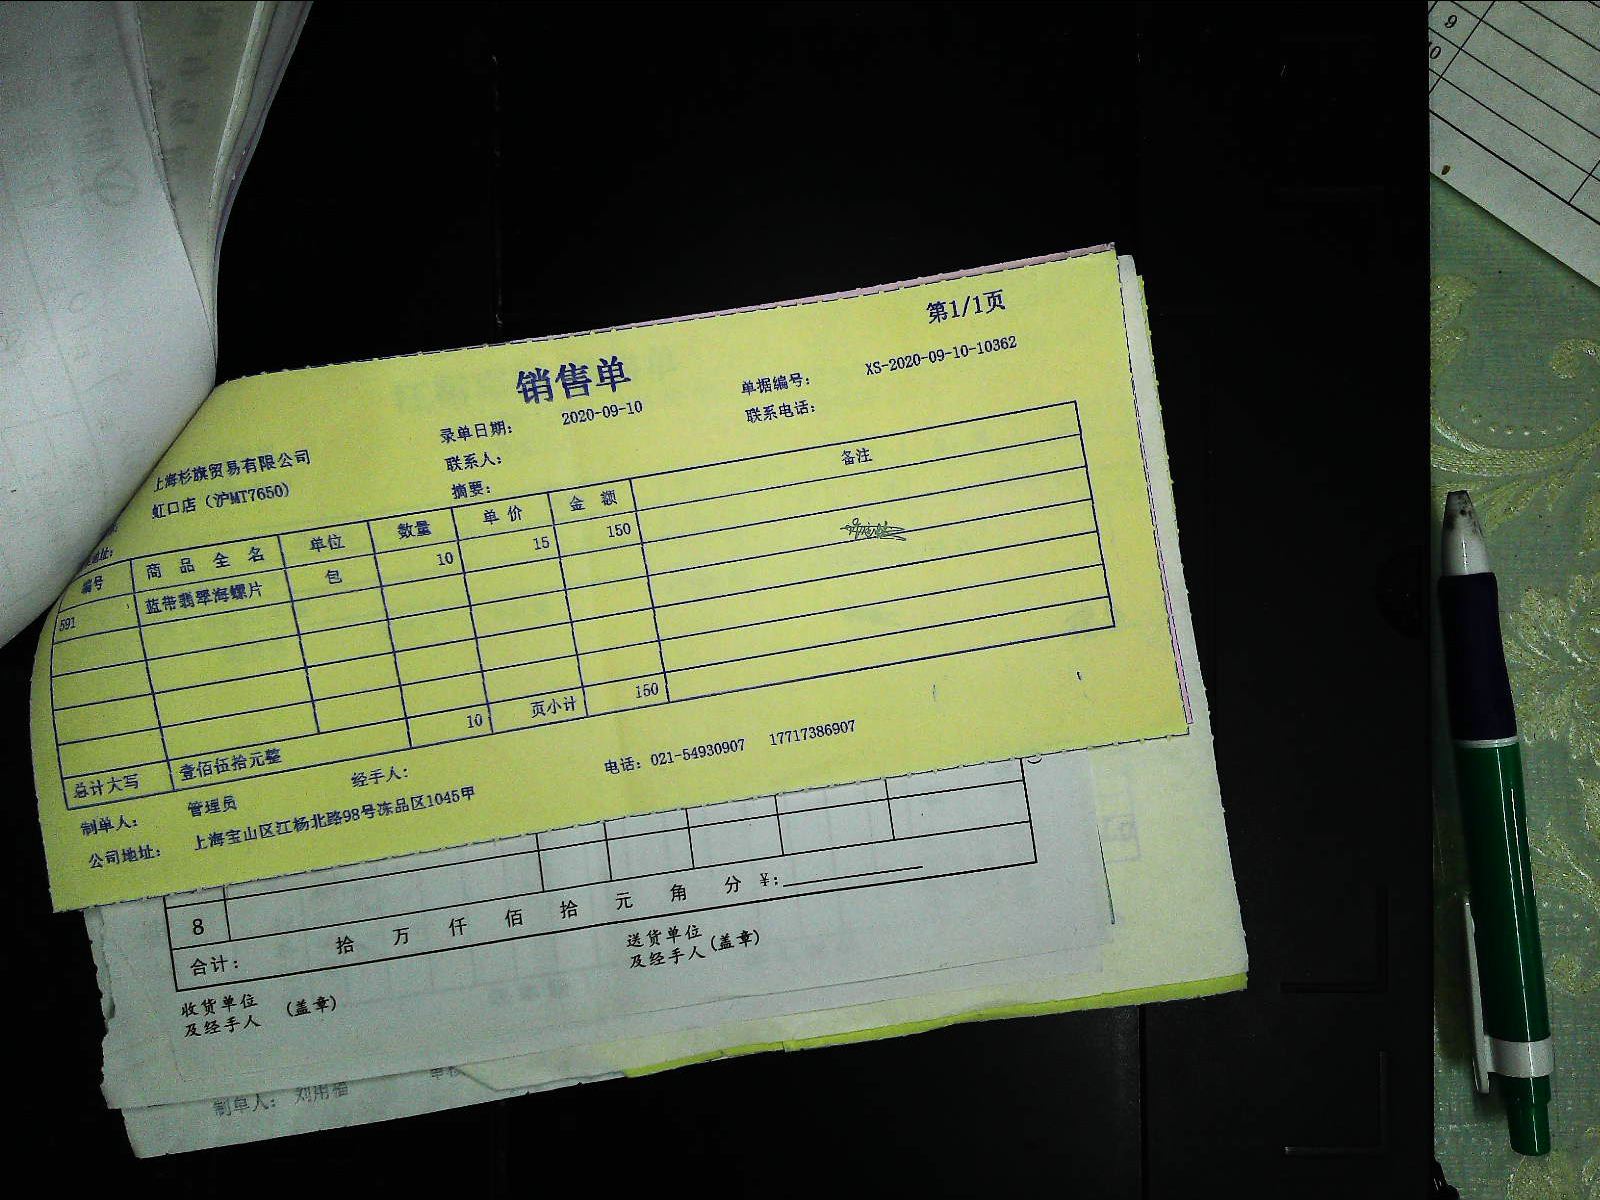 9
10
第1/1页
销售单
录单日期: 2020-09-10 单据编号: XS-2020-09-10-10362
上海杉旗贸易有限公司 联系人: 联系电话:
虹口店 (沪MT7650) 摘要:
编号 商品全名 单位 数量 单价 金额 备注
591 蓝带翡翠海螺片 包 10 15 150
10 页小计 150
总计大写 壹佰伍拾元整
制单人: 管理员 经手人: 电话: 021-54930907 17717386907
公司地址: 上海宝山区江杨北路98号冻品区1045甲
8
合计: 拾 万 仟 佰 拾 元 角 分 ¥:
收货单位 送货单位
及经手人 (盖章) 及经手人 (盖章)
制单人: 刘用福